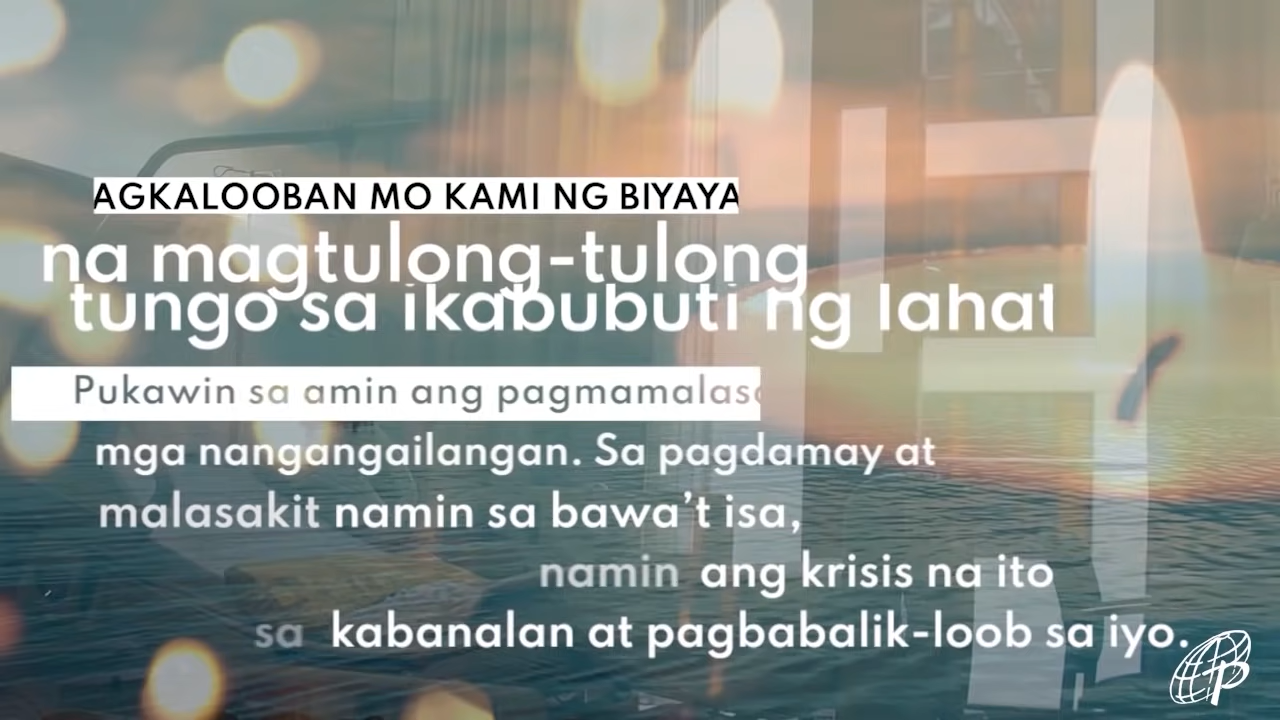 AGKALOOBAN MO KAMI NG BIYAYA
na magtulong-tulong
tungo sa ikabubuti ng lahat
Pukawin sa amin ang pagmamalas
mga nangangailangan. Sa pagdamay at
malasakit namin sa bawa't isa,
namin ang krisis na ito
sa kabanalan at pagbabalik-loob sa iyo.